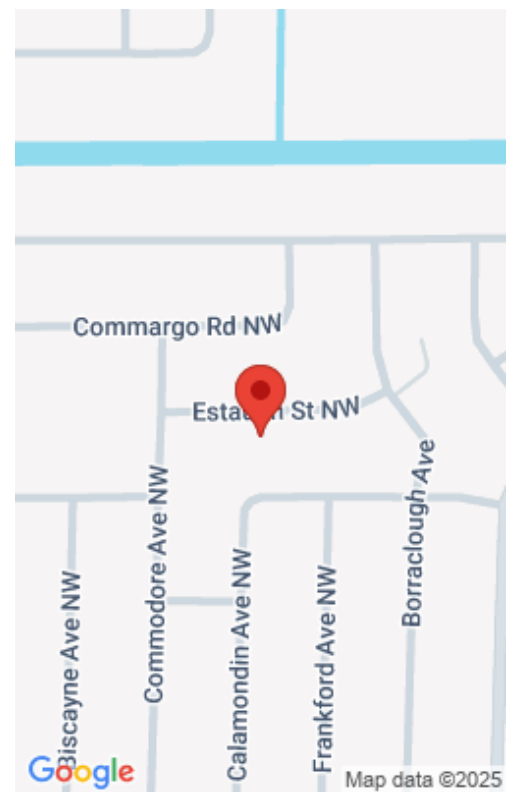 Commargo Rd NW
St NW
Borraclough Ave
Commodore Ave NW
Biscayne Ave NW
Calamondin Ave NW
Frankford Ave NW
Google
Map data ©2025